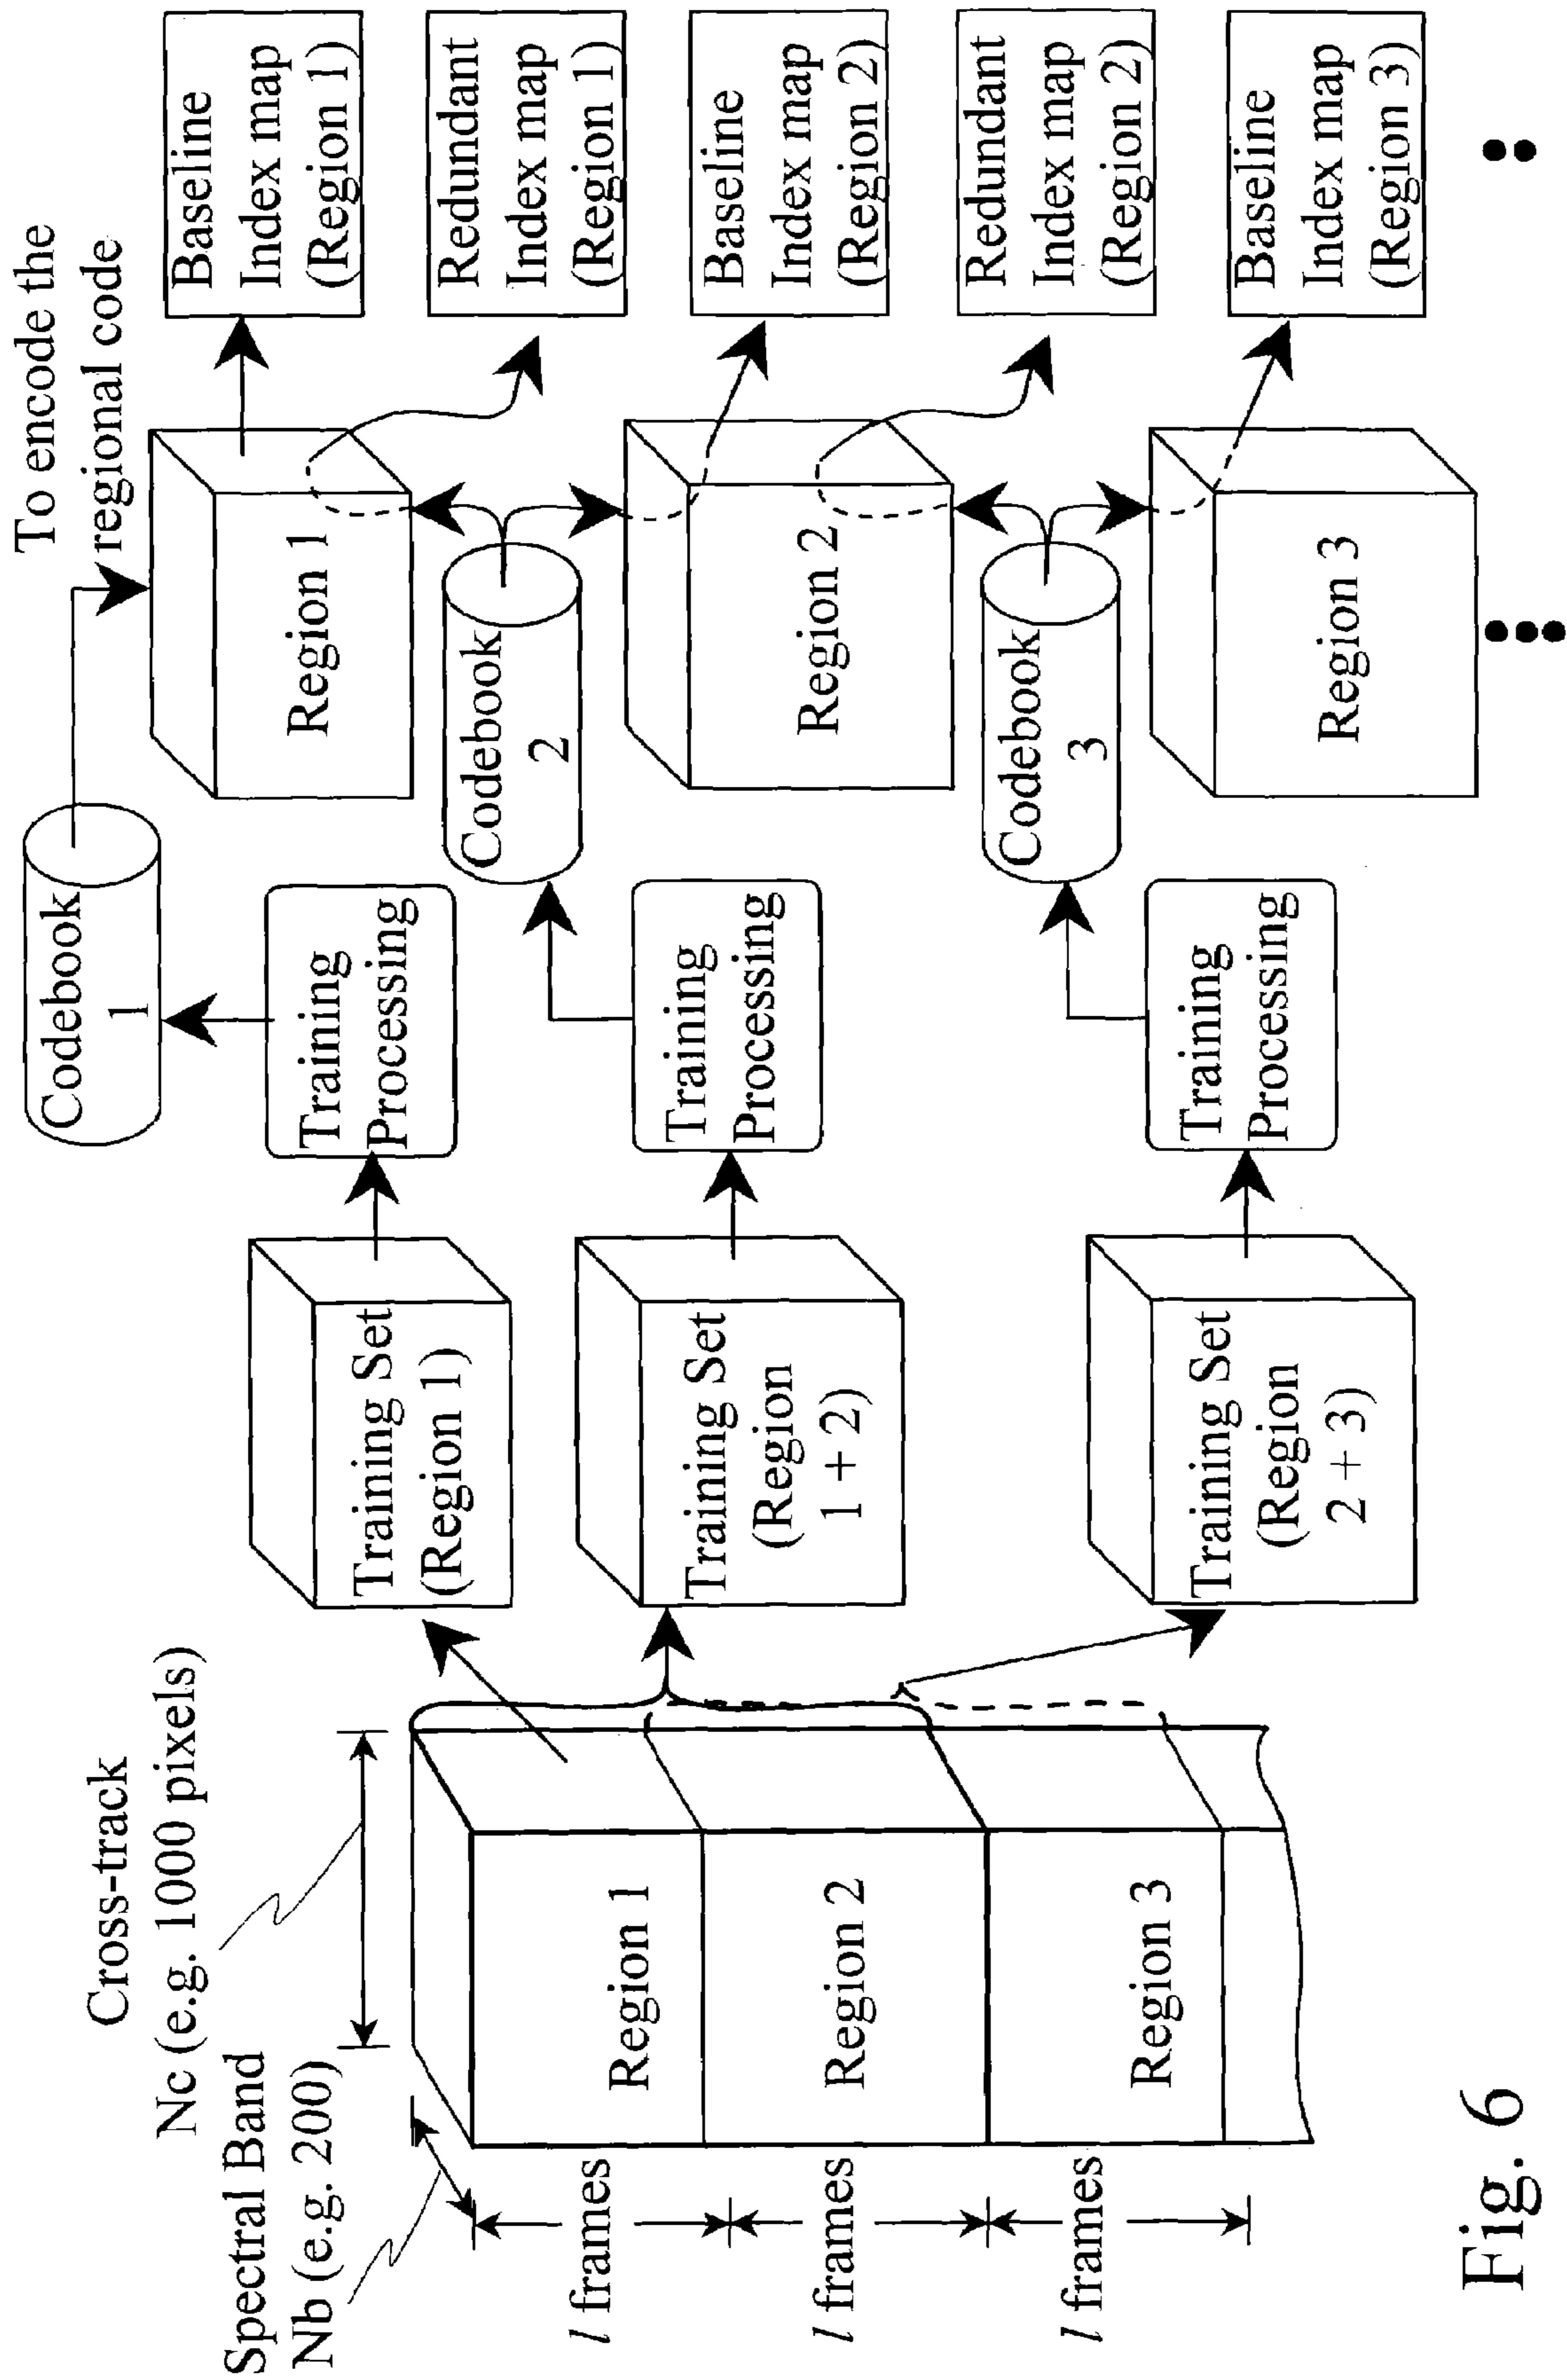 Cross-track
Nc (e.g. 1000 pixels)
Spectral Band
Nb (e.g. 200)
l frames
l frames
l frames
Region 1
Region 2
Region 3
Training Set
(Region 1)
Training Set
(Region
1 + 2)
Training Set
(Region
2 + 3)
Training
Processing
Training
Processing
Training
Processing
Codebook
1
Codebook
2
Codebook
3
To encode the
regional code
Region 1
Region 2
Region 3
Baseline
Index map
(Region 1)
Redundant
Index map
(Region 1)
Baseline
Index map
(Region 2)
Redundant
Index map
(Region 2)
Baseline
Index map
(Region 3)
Fig. 6